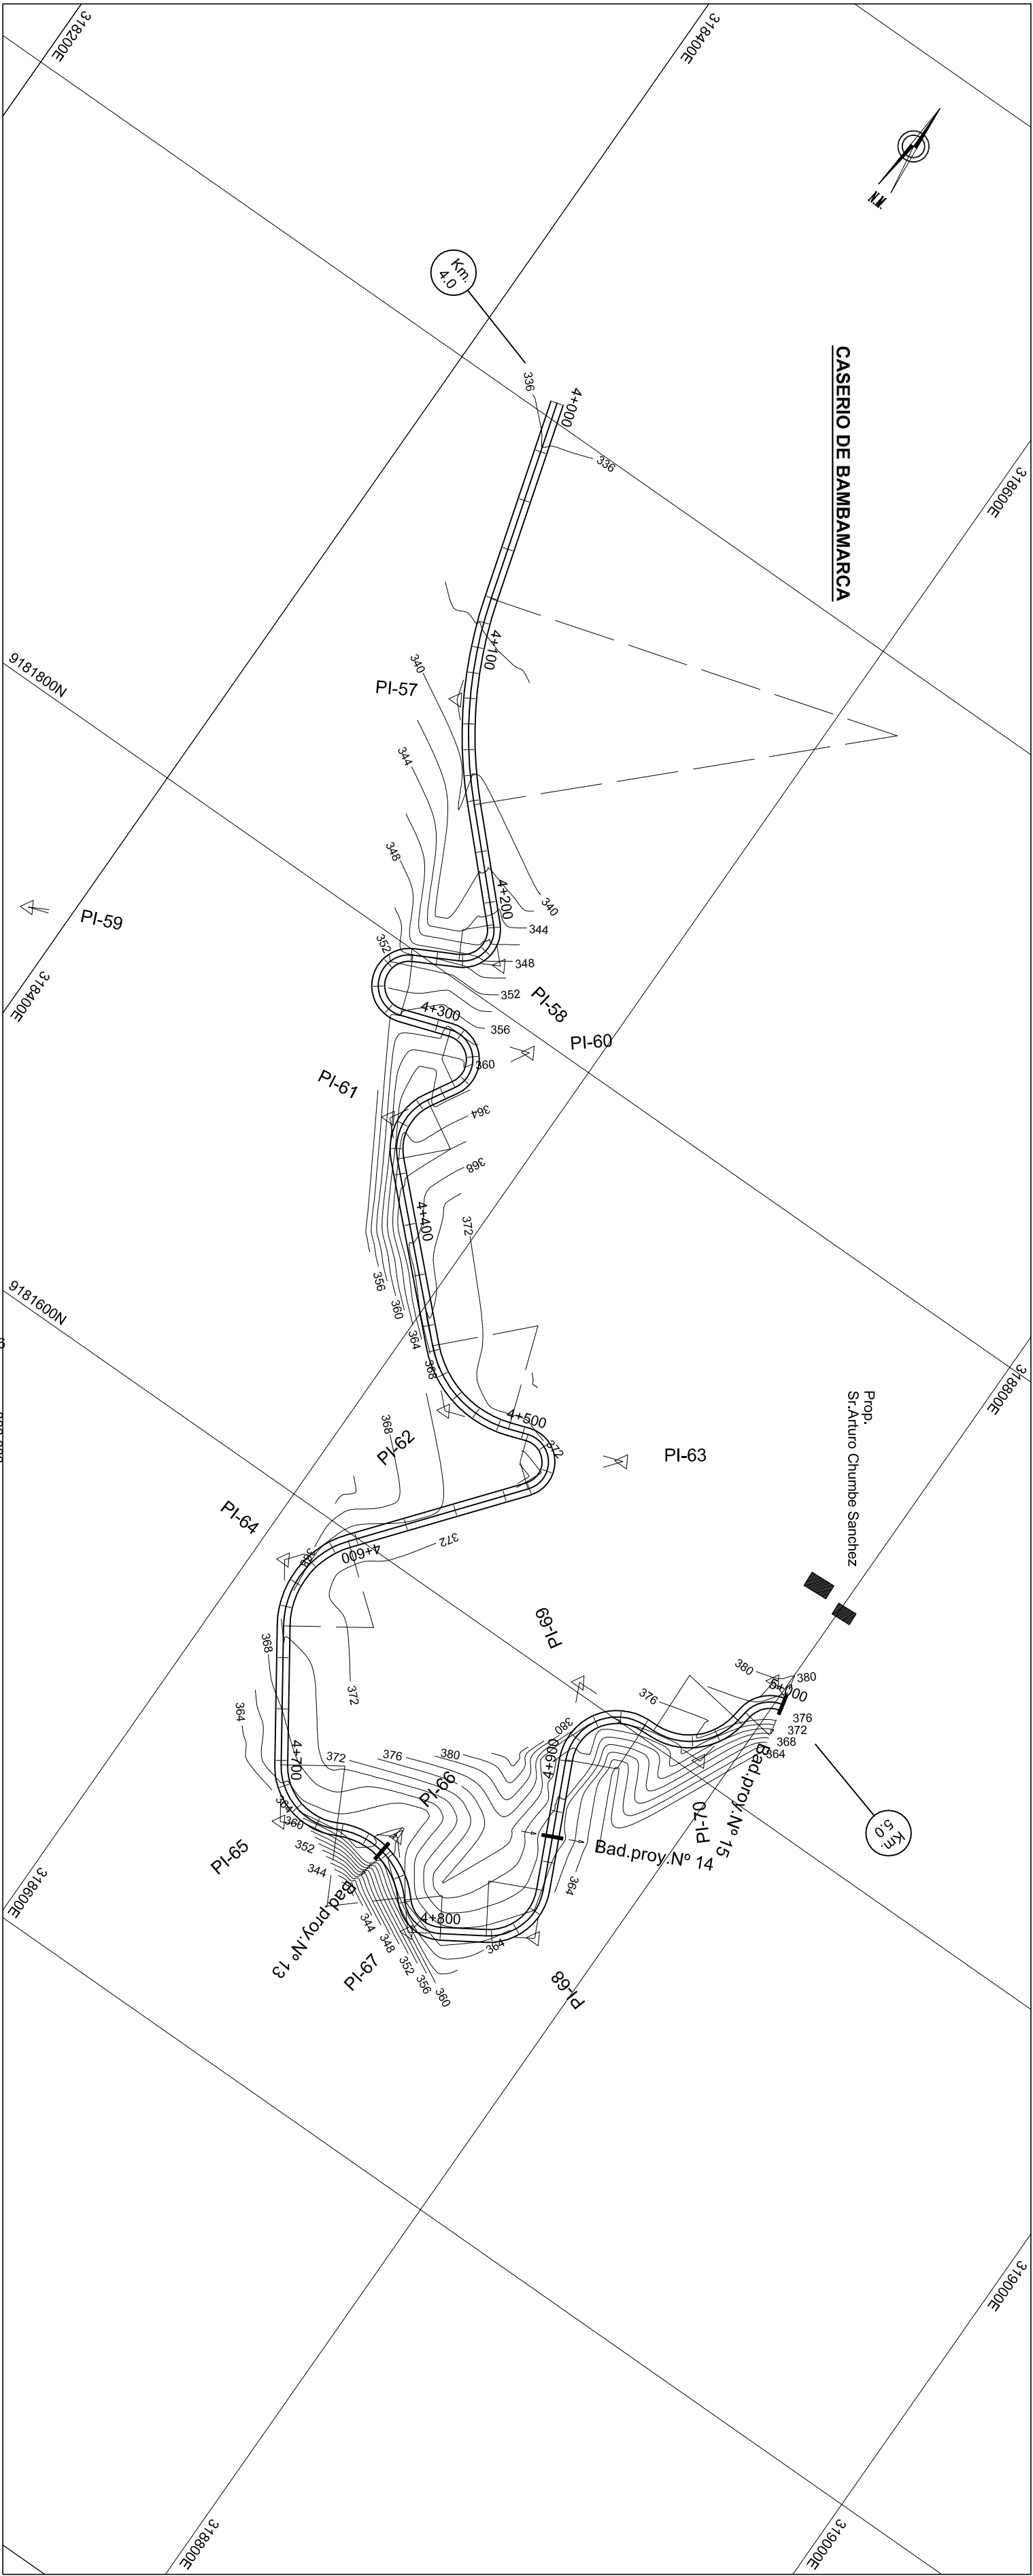 318200E
318400E
N.M.
Km.
4.0
CASERIO DE BAMBAMARCA
336
4+000
336
318600E
4+100
9181800N
340
PI-57
344
348
4+200
340
344
PI-59
352
348
318400E
352
PI-58
4+300
356
PI-60
360
PI-61
364
368
4+400
372
356
9181600N
360
364
318800E
368
Prop.
Sr.Arturo Chumbe Sanchez
368
4+500
372
PI-62
PI-63
PI-64
372
4+600
368
PI-69
368
380
380
376
372
5+000
364
376
372
368
364
380
4+700
372
376
380
4+900
PI-66
Bad.proy.Nº 15
364
360
352
344
PI-70
Km.
5.0
PI-65
Bad.proy.Nº 14
318600E
364
Bad.proy.Nº 13
4+800
344
348
352
356
360
364
PI-67
PI-68
319000E
318800E
319000E